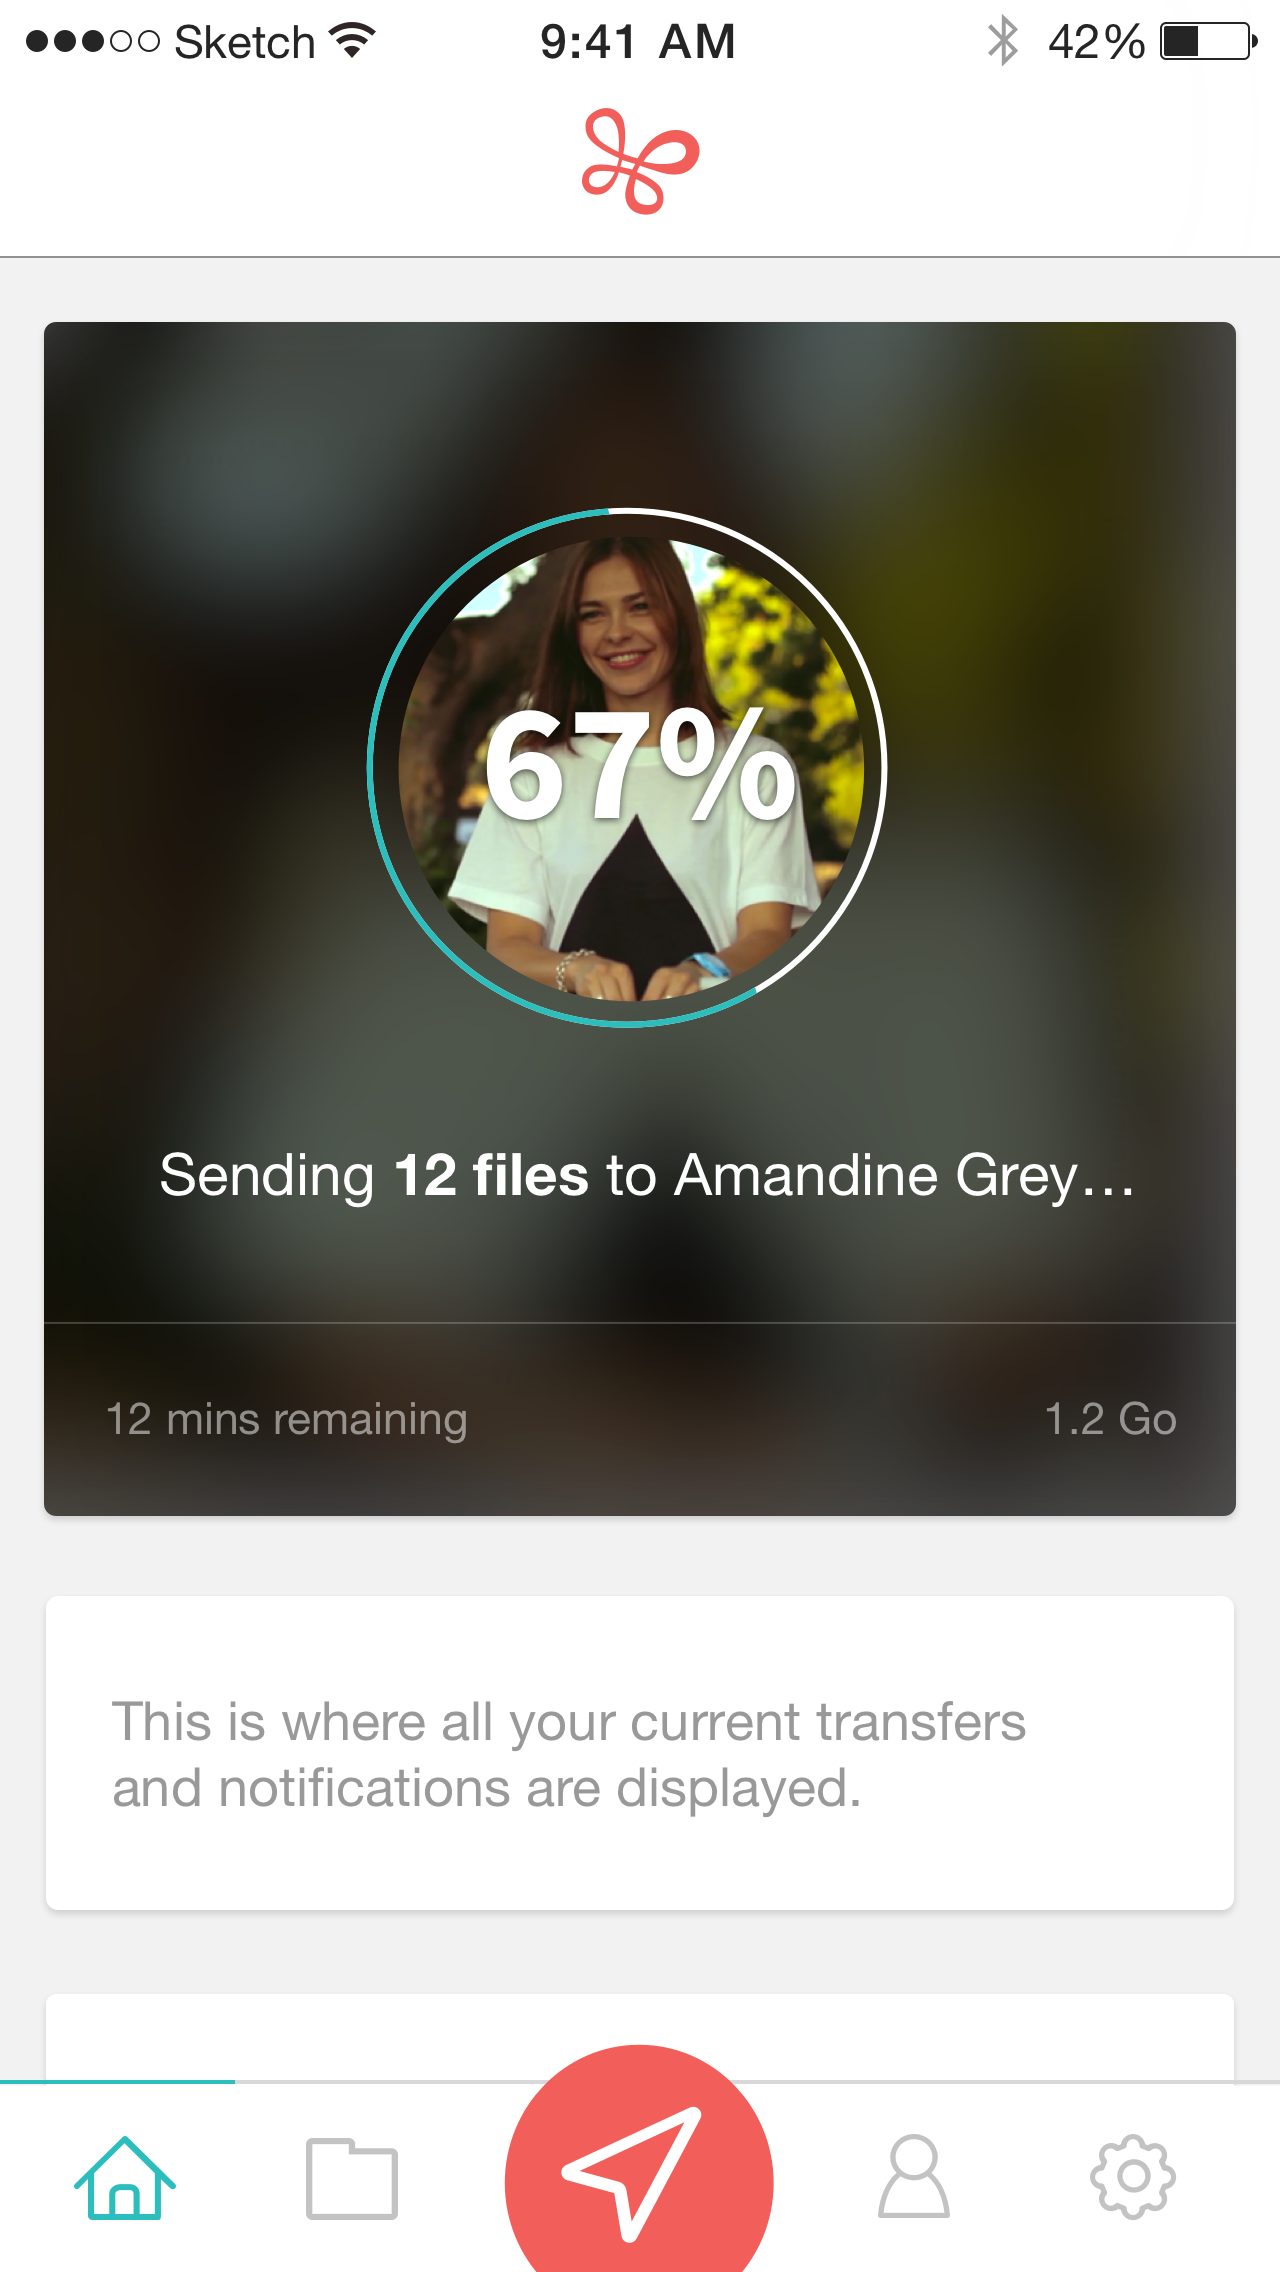 Sketch 9:41 AM 42%
67%
Sending 12 files to Amandine Grey…
12 mins remaining 1.2 Go
This is where all your current transfers
and notifications are displayed.